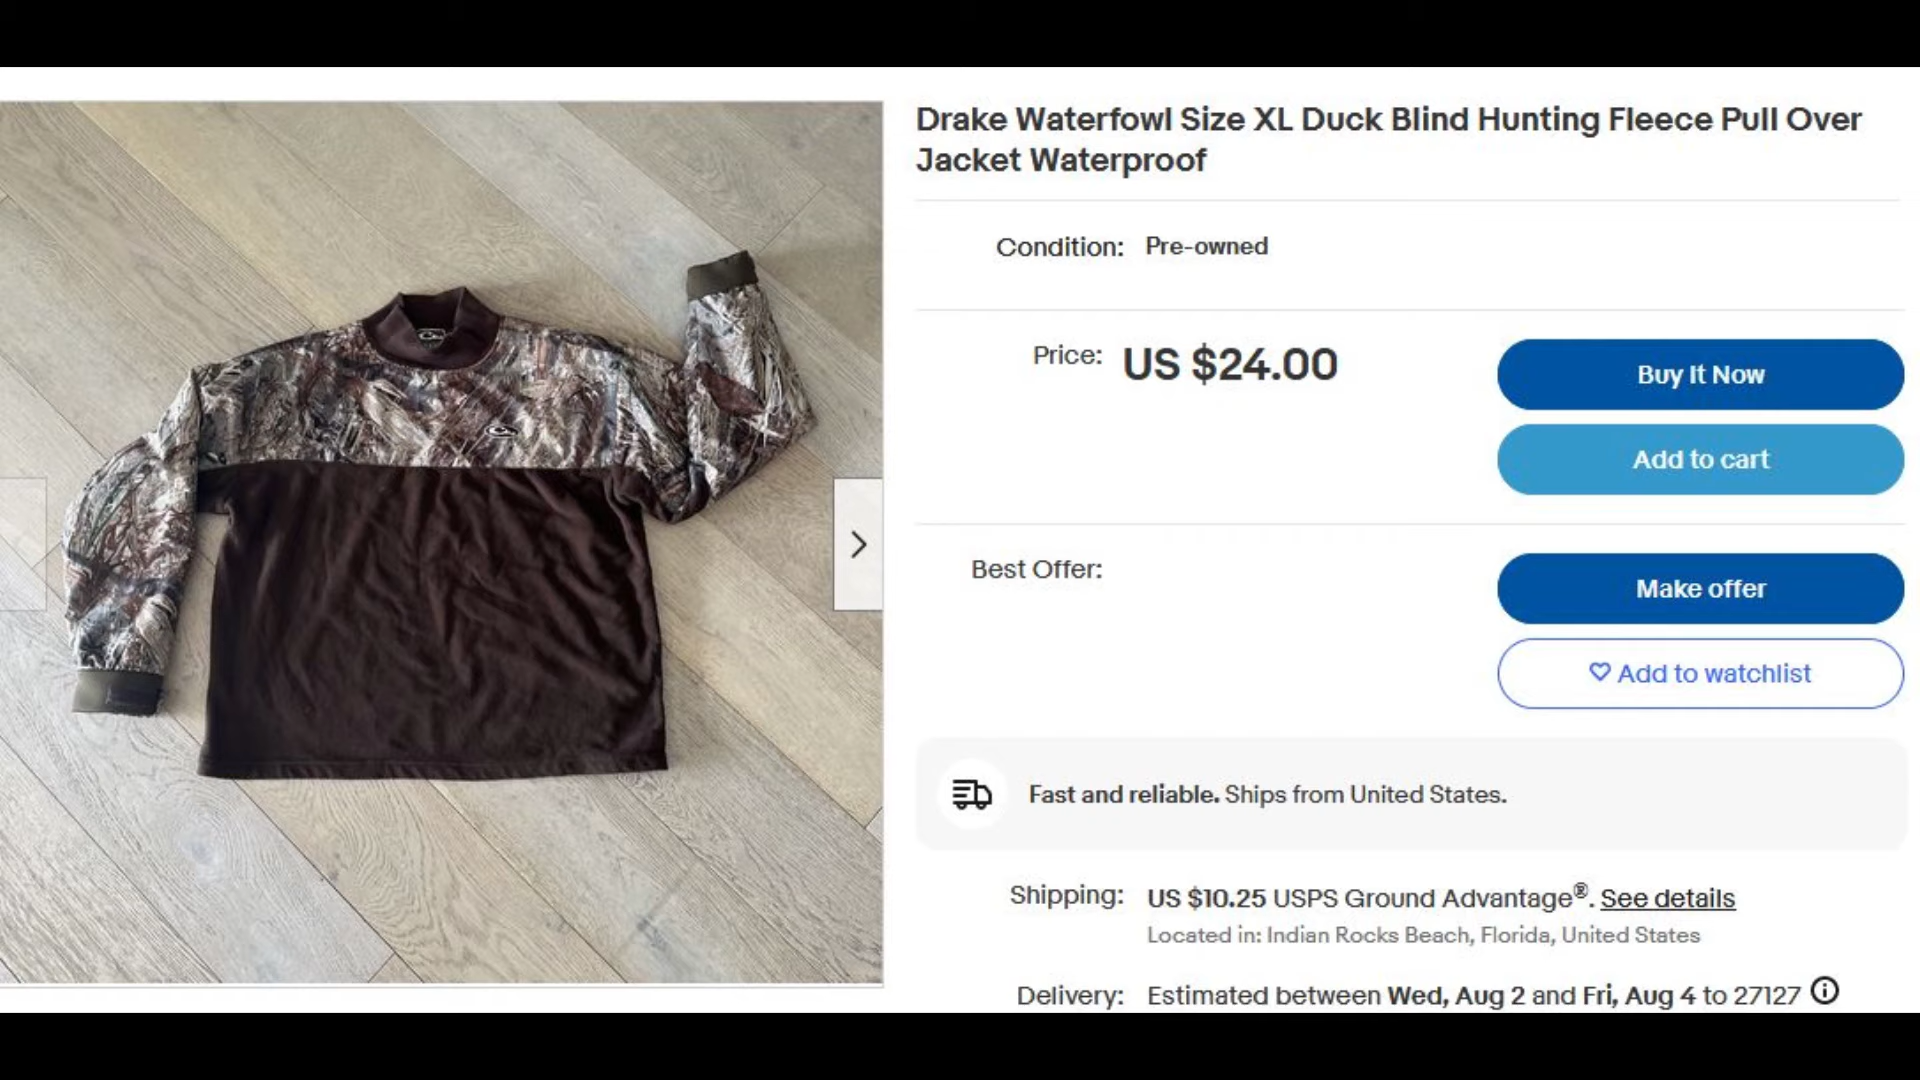 Drake Waterfowl Size XL Duck Blind Hunting Fleece Pull Over
Jacket Waterproof
Condition: Pre-owned
Price: US $24.00
Buy It Now
Add to cart
Best Offer:
Make offer
Add to watchlist
Fast and reliable. Ships from United States.
Shipping: US $10.25 USPS Ground Advantage®. See details
Located in: Indian Rocks Beach, Florida, United States
Delivery: Estimated between Wed, Aug 2 and Fri, Aug 4 to 27127